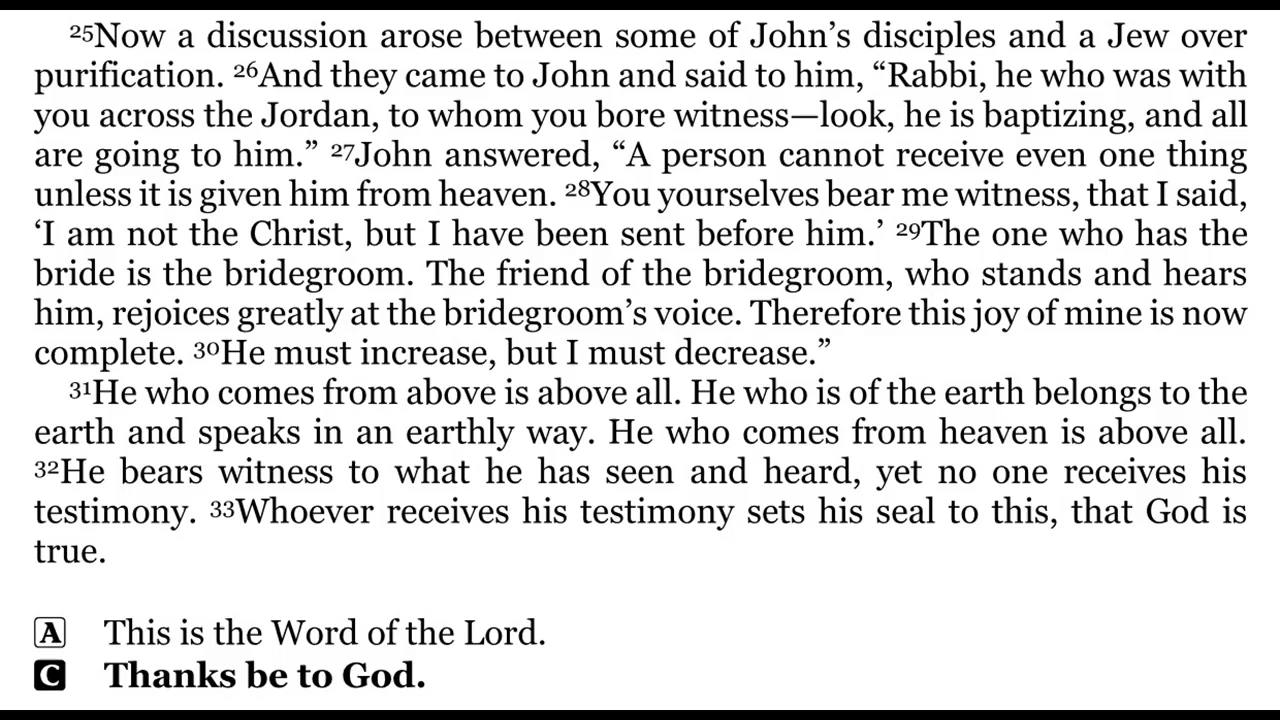 25Now a discussion arose between some of John’s disciples and a Jew over
purification. 26And they came to John and said to him, “Rabbi, he who was with
you across the Jordan, to whom you bore witness—look, he is baptizing, and all
are going to him.” 27John answered, “A person cannot receive even one thing
unless it is given him from heaven. 28You yourselves bear me witness, that I said,
‘I am not the Christ, but I have been sent before him.’ 29The one who has the
bride is the bridegroom. The friend of the bridegroom, who stands and hears
him, rejoices greatly at the bridegroom’s voice. Therefore this joy of mine is now
complete. 30He must increase, but I must decrease.”
31He who comes from above is above all. He who is of the earth belongs to the
earth and speaks in an earthly way. He who comes from heaven is above all.
32He bears witness to what he has seen and heard, yet no one receives his
testimony. 33Whoever receives his testimony sets his seal to this, that God is
true.
A This is the Word of the Lord.
C Thanks be to God.